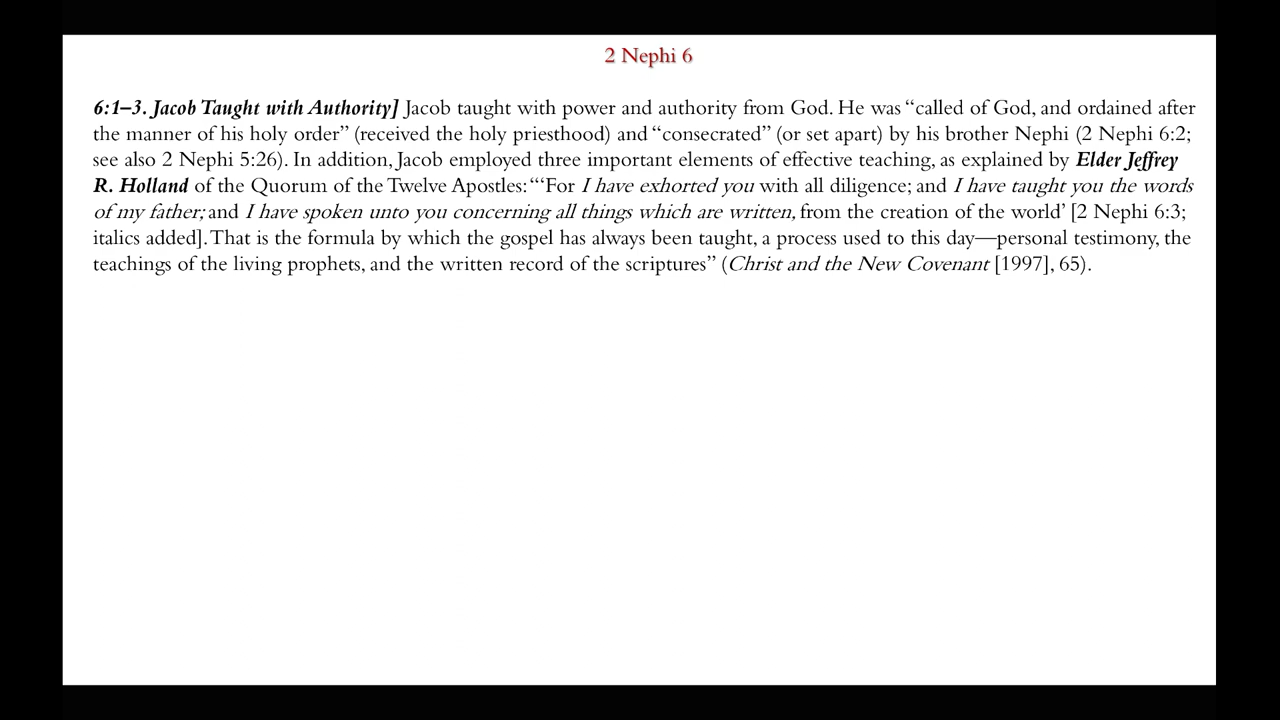 2 Nephi 6
6:1–3. Jacob Taught with Authority] Jacob taught with power and authority from God. He was “called of God, and ordained after
the manner of his holy order” (received the holy priesthood) and “consecrated” (or set apart) by his brother Nephi (2 Nephi 6:2;
see also 2 Nephi 5:26). In addition, Jacob employed three important elements of effective teaching, as explained by Elder Jeffrey
R. Holland of the Quorum of the Twelve Apostles: “‘For I have exhorted you with all diligence; and I have taught you the words
of my father; and I have spoken unto you concerning all things which are written, from the creation of the world’ [2 Nephi 6:3;
italics added]. That is the formula by which the gospel has always been taught, a process used to this day—personal testimony, the
teachings of the living prophets, and the written record of the scriptures” (Christ and the New Covenant [1997], 65).